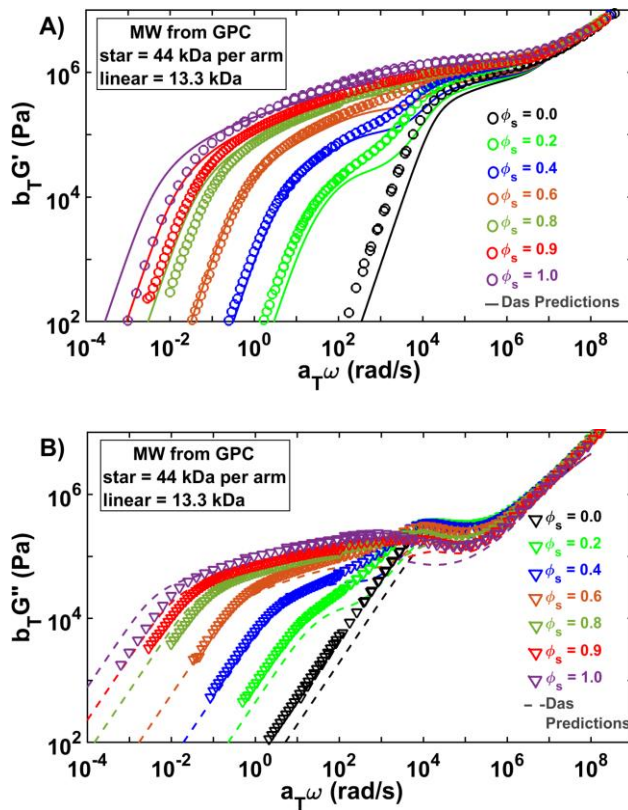 A)
MW from GPC
star = 44 kDa per arm
linear = 13.3 kDa
b_T G' (Pa)
10^6
10^4
10^2
ϕ_s = 0.0
ϕ_s = 0.2
ϕ_s = 0.4
ϕ_s = 0.6
ϕ_s = 0.8
ϕ_s = 0.9
ϕ_s = 1.0
Das Predictions
10^-4 10^-2 10^0 10^2 10^4 10^6 10^8
a_T ω (rad/s)
B)
MW from GPC
star = 44 kDa per arm
linear = 13.3 kDa
b_T G" (Pa)
10^6
10^4
10^2
ϕ_s = 0.0
ϕ_s = 0.2
ϕ_s = 0.4
ϕ_s = 0.6
ϕ_s = 0.8
ϕ_s = 0.9
ϕ_s = 1.0
Das
Predictions
10^-4 10^-2 10^0 10^2 10^4 10^6 10^8
a_T ω (rad/s)